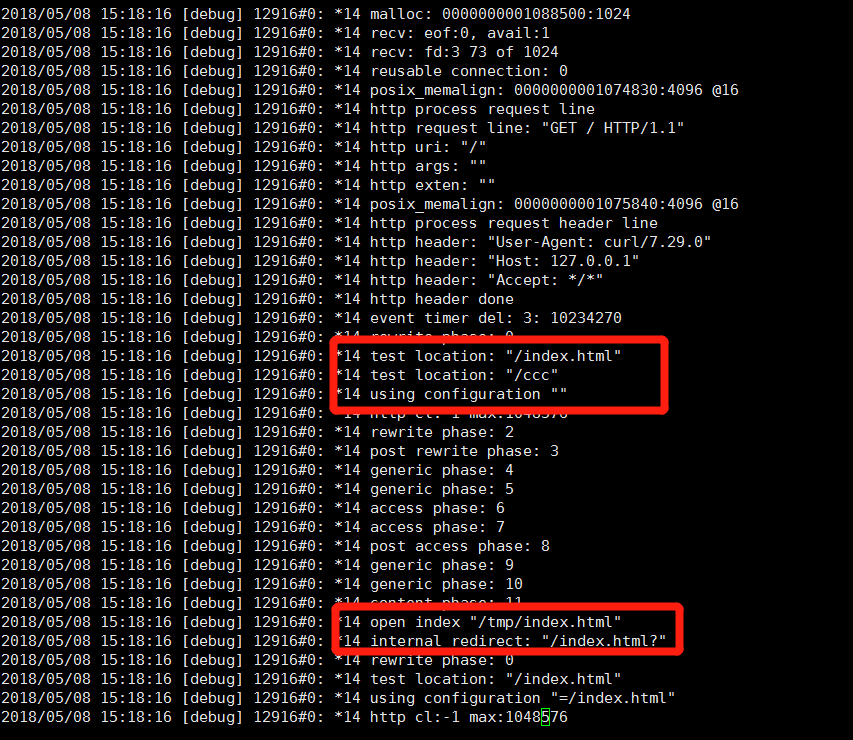 2018/05/08 15:18:16 [debug] 12916#0: *14 malloc: 0000000001088500:1024
2018/05/08 15:18:16 [debug] 12916#0: *14 recv: eof:0, avail:1
2018/05/08 15:18:16 [debug] 12916#0: *14 recv: fd:3 73 of 1024
2018/05/08 15:18:16 [debug] 12916#0: *14 reusable connection: 0
2018/05/08 15:18:16 [debug] 12916#0: *14 posix_memalign: 0000000001074830:4096 @16
2018/05/08 15:18:16 [debug] 12916#0: *14 http process request line
2018/05/08 15:18:16 [debug] 12916#0: *14 http request line: "GET / HTTP/1.1"
2018/05/08 15:18:16 [debug] 12916#0: *14 http uri: "/"
2018/05/08 15:18:16 [debug] 12916#0: *14 http args: ""
2018/05/08 15:18:16 [debug] 12916#0: *14 http exten: ""
2018/05/08 15:18:16 [debug] 12916#0: *14 posix_memalign: 0000000001075840:4096 @16
2018/05/08 15:18:16 [debug] 12916#0: *14 http process request header line
2018/05/08 15:18:16 [debug] 12916#0: *14 http header: "User-Agent: curl/7.29.0"
2018/05/08 15:18:16 [debug] 12916#0: *14 http header: "Host: 127.0.0.1"
2018/05/08 15:18:16 [debug] 12916#0: *14 http header: "Accept: */*"
2018/05/08 15:18:16 [debug] 12916#0: *14 http header done
2018/05/08 15:18:16 [debug] 12916#0: *14 event timer del: 3: 10234270
2018/05/08 15:18:16 [debug] 12916#0: *14 rewrite phase: 0
2018/05/08 15:18:16 [debug] 12916#0: *14 test location: "/index.html"
2018/05/08 15:18:16 [debug] 12916#0: *14 test location: "/ccc"
2018/05/08 15:18:16 [debug] 12916#0: *14 using configuration ""
2018/05/08 15:18:16 [debug] 12916#0: *14 http cl:-1 max:1048576
2018/05/08 15:18:16 [debug] 12916#0: *14 rewrite phase: 2
2018/05/08 15:18:16 [debug] 12916#0: *14 post rewrite phase: 3
2018/05/08 15:18:16 [debug] 12916#0: *14 generic phase: 4
2018/05/08 15:18:16 [debug] 12916#0: *14 generic phase: 5
2018/05/08 15:18:16 [debug] 12916#0: *14 access phase: 6
2018/05/08 15:18:16 [debug] 12916#0: *14 access phase: 7
2018/05/08 15:18:16 [debug] 12916#0: *14 post access phase: 8
2018/05/08 15:18:16 [debug] 12916#0: *14 generic phase: 9
2018/05/08 15:18:16 [debug] 12916#0: *14 generic phase: 10
2018/05/08 15:18:16 [debug] 12916#0: *14 content phase: 11
2018/05/08 15:18:16 [debug] 12916#0: *14 open index "/tmp/index.html"
2018/05/08 15:18:16 [debug] 12916#0: *14 internal redirect: "/index.html?"
2018/05/08 15:18:16 [debug] 12916#0: *14 rewrite phase: 0
2018/05/08 15:18:16 [debug] 12916#0: *14 test location: "/index.html"
2018/05/08 15:18:16 [debug] 12916#0: *14 using configuration "=/index.html"
2018/05/08 15:18:16 [debug] 12916#0: *14 http cl:-1 max:1048576